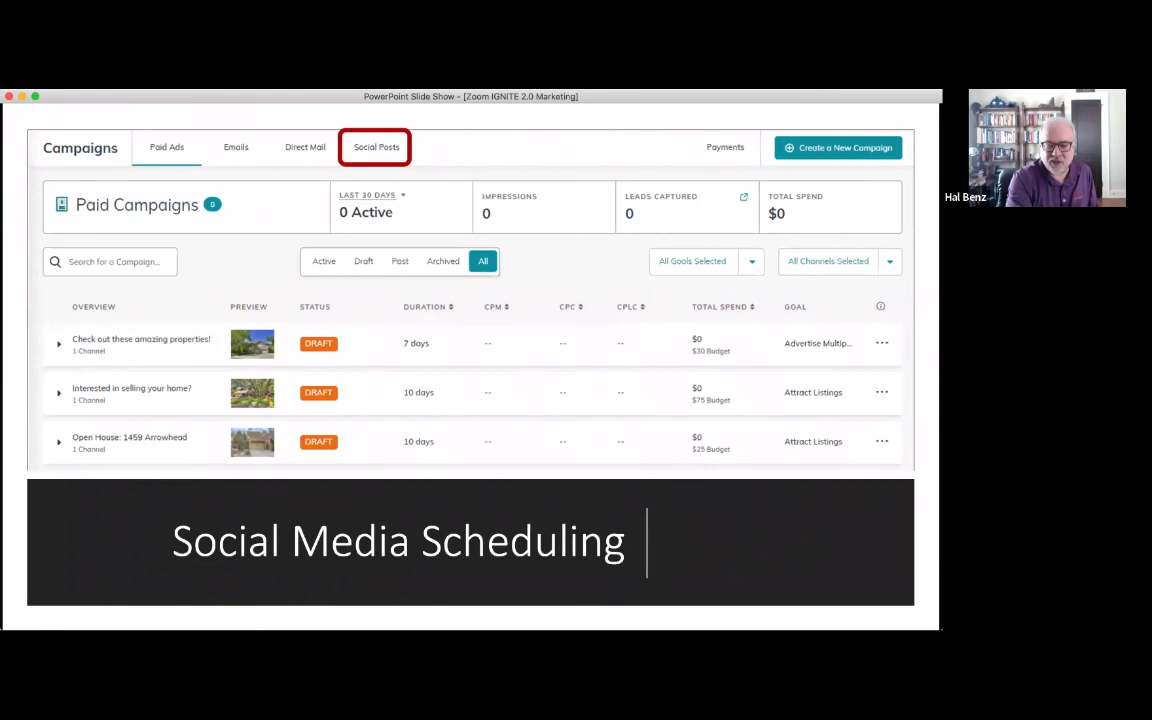 PowerPoint Slide Show - [Zoom IGNITE 2.0 Marketing]
Campaigns Paid Ads Emails Direct Mail Social Posts Payments Create a New Campaign
Paid Campaigns 0
LAST 30 DAYS
0 Active
IMPRESSIONS
0
LEADS CAPTURED
0
TOTAL SPEND
$0
Search for a Campaign... Active Draft Past Archived All All Goals Selected All Channels Selected
OVERVIEW PREVIEW STATUS DURATION CPM CPC CPLC TOTAL SPEND GOAL
Check out these amazing properties! DRAFT 7 days -- -- -- $0 Advertise Multip... ...
1 Channel $30 Budget
Interested in selling your home? DRAFT 10 days -- -- -- $0 Attract Listings ...
1 Channel $75 Budget
Open House: 1459 Arrowhead DRAFT 10 days -- -- -- $0 Attract Listings ...
1 Channel $25 Budget
Social Media Scheduling
Hal Benz